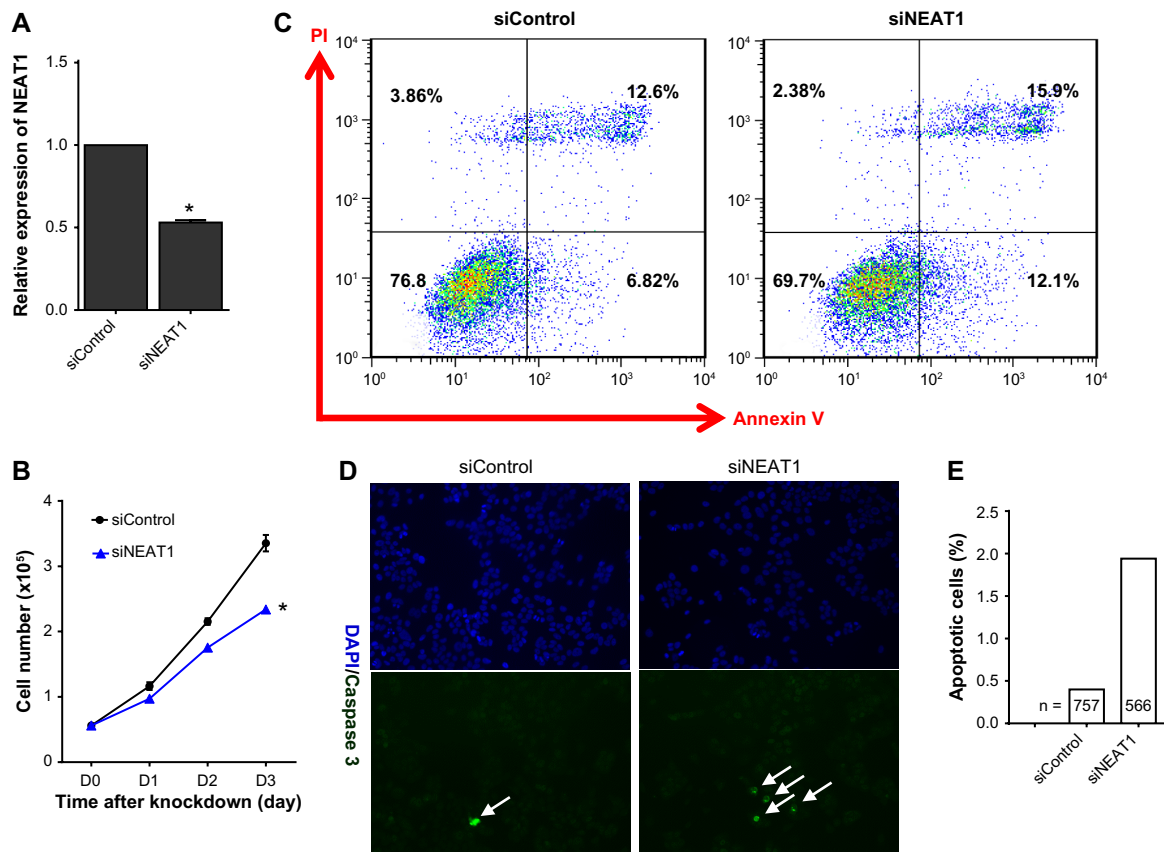 A
Relative expression of NEAT1
1.5
1.0
0.5
0.0
*
siControl
siNEAT1
C
siControl
siNEAT1
PI
10⁴
10³
10²
10¹
10⁰
3.86%
12.6%
76.8
6.82%
10⁰
10¹
10²
10³
10⁴
10⁴
10³
10²
10¹
10⁰
2.38%
15.9%
69.7%
12.1%
10⁰
10¹
10²
10³
10⁴
Annexin V
B
Cell number (x10⁵)
4
3
2
1
0
siControl
siNEAT1
*
D0
D1
D2
D3
Time after knockdown (day)
D
siControl
siNEAT1
DAPI/Caspase 3
E
Apoptotic cells (%)
2.5
2.0
1.5
1.0
0.5
0.0
n =
757
566
siControl
siNEAT1